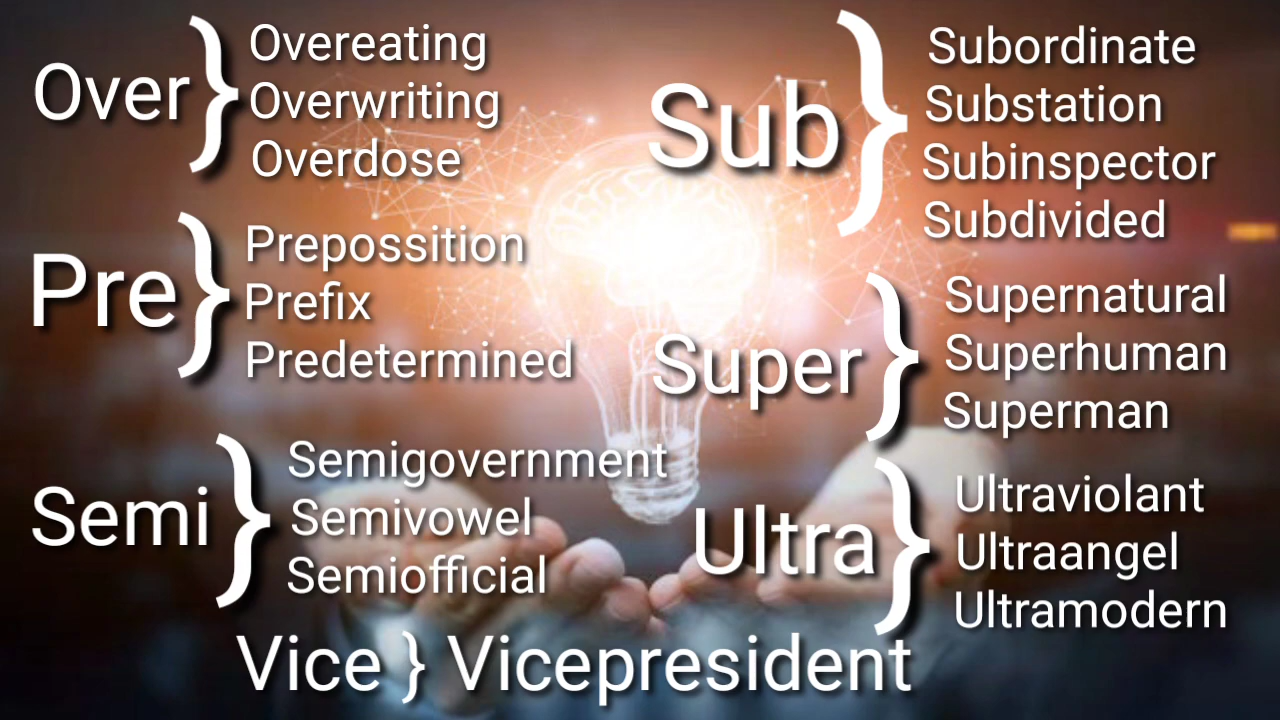 Over } Overeating
Overwriting
Overdose
Pre } Prepossition
Prefix
Predetermined
Semi } Semigovernment
Semivowel
Semiofficial
Sub } Subordinate
Substation
Subinspector
Subdivided
Super } Supernatural
Superhuman
Superman
Ultra } Ultraviolant
Ultraangel
Ultramodern
Vice } Vicepresident